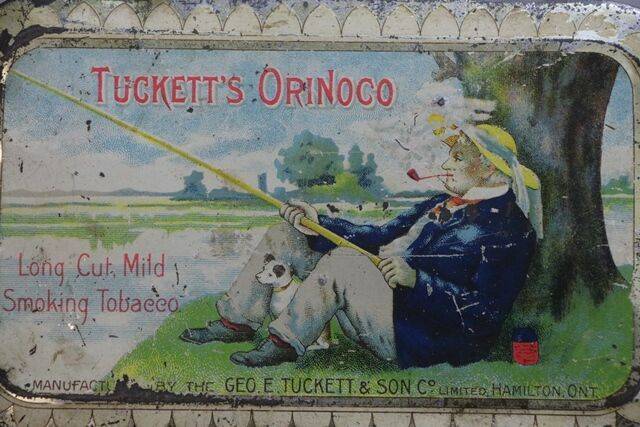 TUCKETT'S ORINOCO
Long Cut, Mild
Smoking Tobacco.
BY THE GEO. E. TUCKETT & SON Co LIMITED, HAMILTON, ONT.